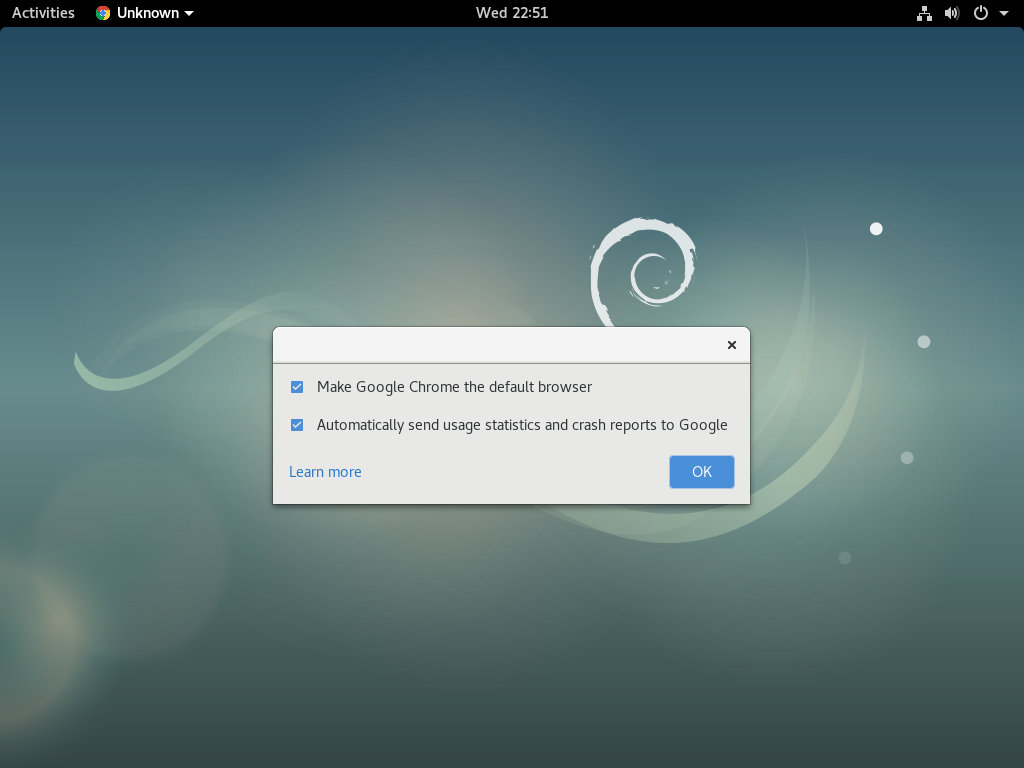 Activities Unknown Wed 22:51
Make Google Chrome the default browser
Automatically send usage statistics and crash reports to Google
Learn more OK